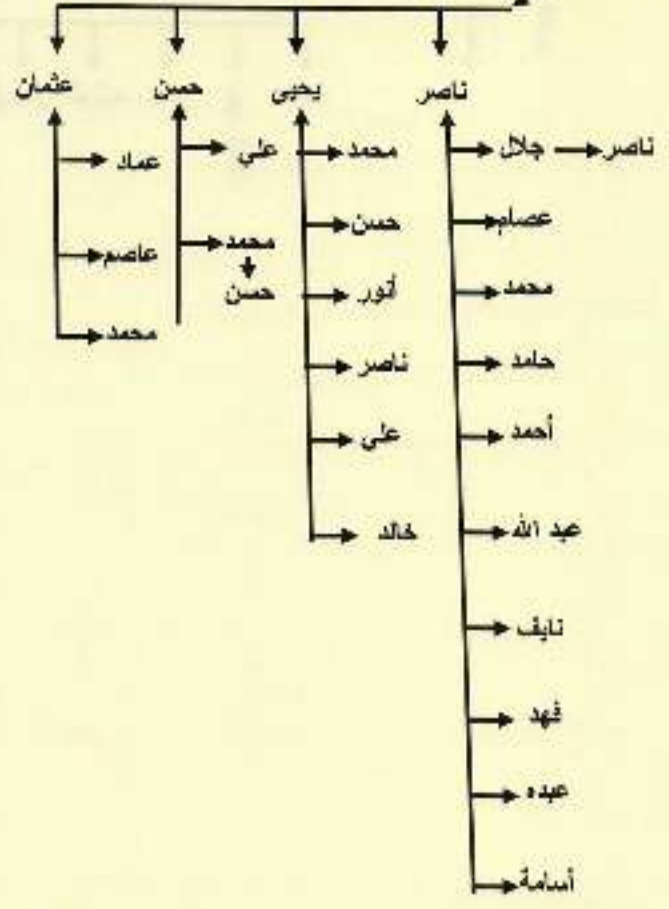 ناصر
يحيى
حسن
عثمان
جلال
ناصر
عصام
محمد
حامد
أحمد
عبد الله
نايف
فهد
عبده
أسامة
محمد
حسن
أنور
ناصر
علي
خالد
علي
محمد
حسن
عماد
عاصم
محمد